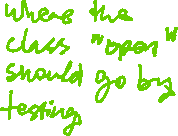 where the
class "open"
should go by
testing,